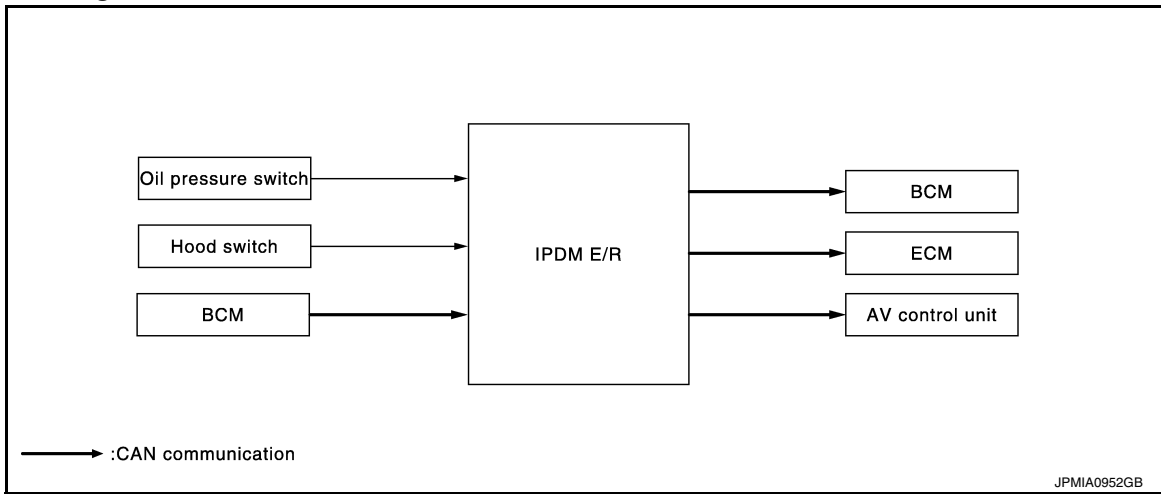 Oil pressure switch
Hood switch
BCM
IPDM E/R
BCM
ECM
AV control unit
:CAN communication
JPMIA0952GB